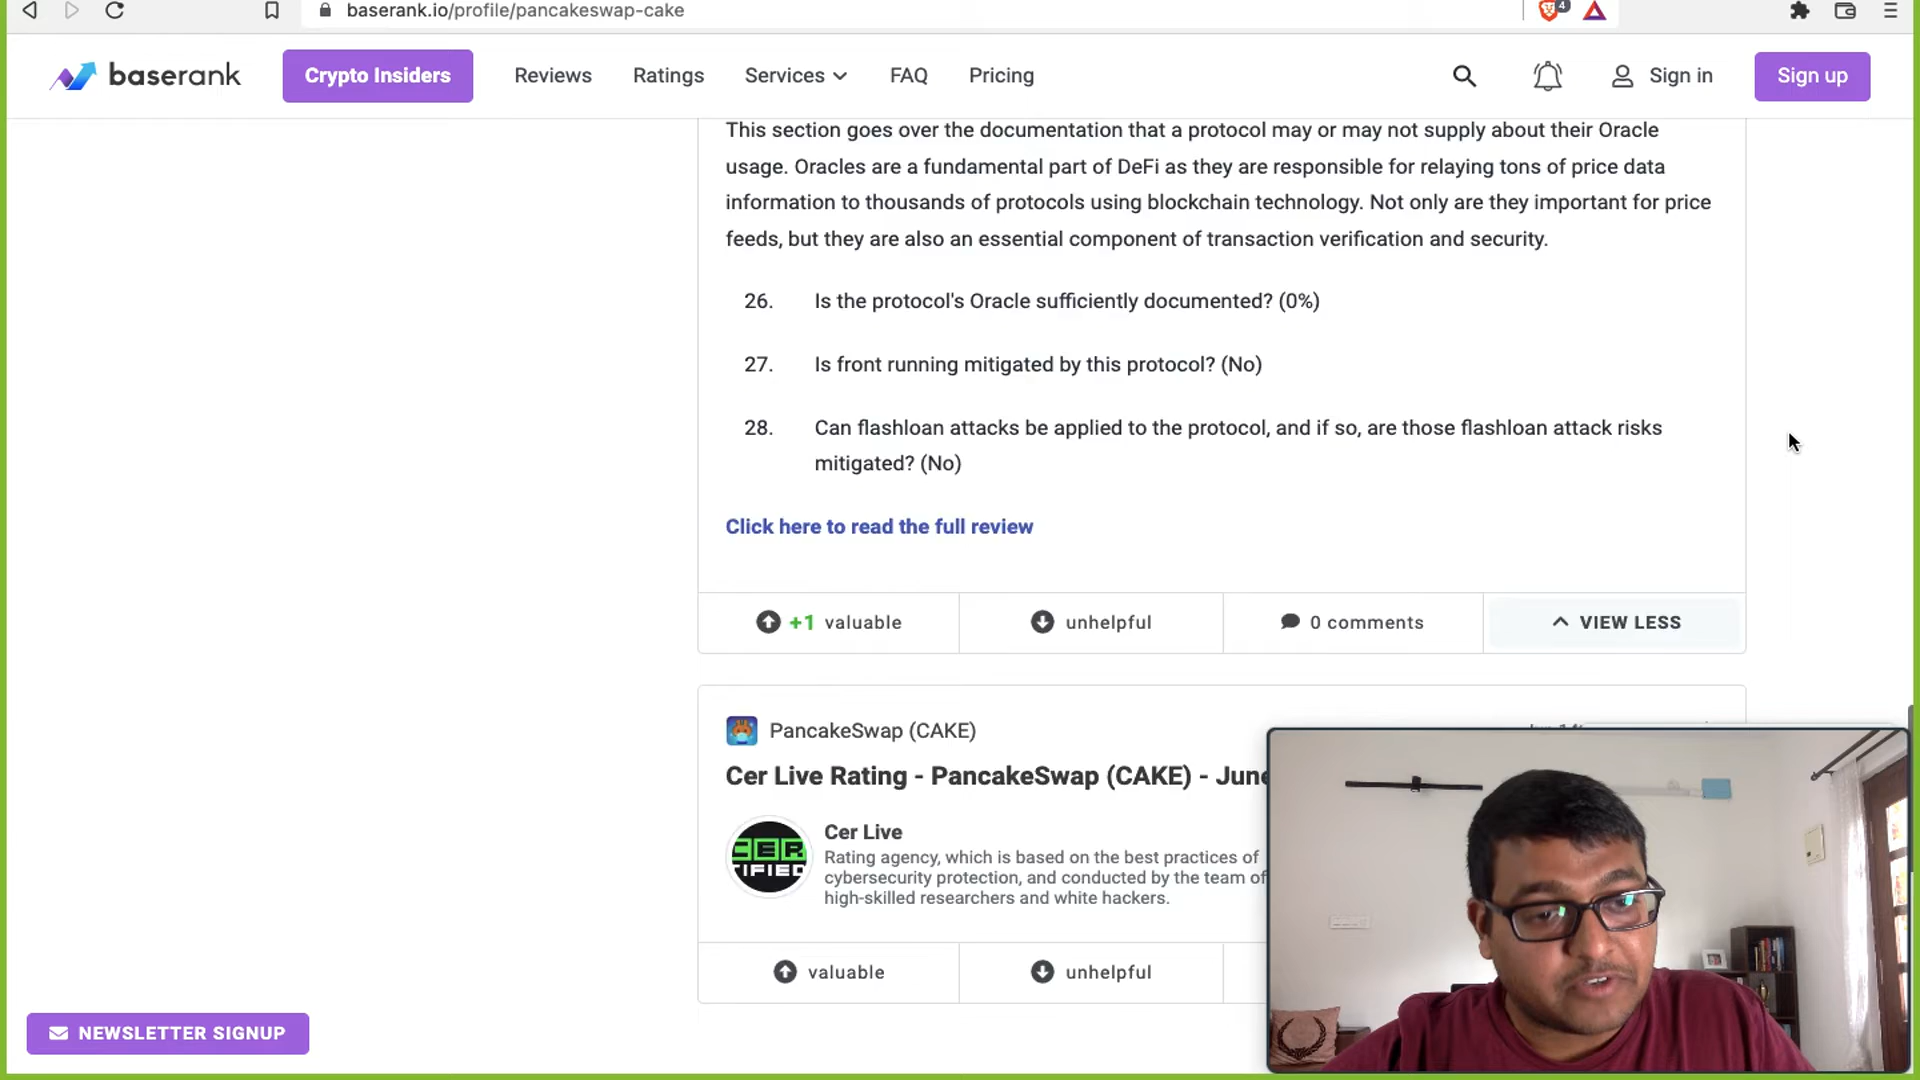 baserank.io/profile/pancakeswap-cake
4
baserank
Crypto Insiders
Reviews
Ratings
Services
FAQ
Pricing
Sign in
Sign up
This section goes over the documentation that a protocol may or may not supply about their Oracle
usage. Oracles are a fundamental part of DeFi as they are responsible for relaying tons of price data
information to thousands of protocols using blockchain technology. Not only are they important for price
feeds, but they are also an essential component of transaction verification and security.
26. Is the protocol's Oracle sufficiently documented? (0%)
27. Is front running mitigated by this protocol? (No)
28. Can flashloan attacks be applied to the protocol, and if so, are those flashloan attack risks
mitigated? (No)
Click here to read the full review
+1 valuable
unhelpful
0 comments
VIEW LESS
PancakeSwap (CAKE)
Cer Live Rating - PancakeSwap (CAKE) - June
CER
TIFIED
Cer Live
Rating agency, which is based on the best practices of
cybersecurity protection, and conducted by the team of
high-skilled researchers and white hackers.
valuable
unhelpful
NEWSLETTER SIGNUP